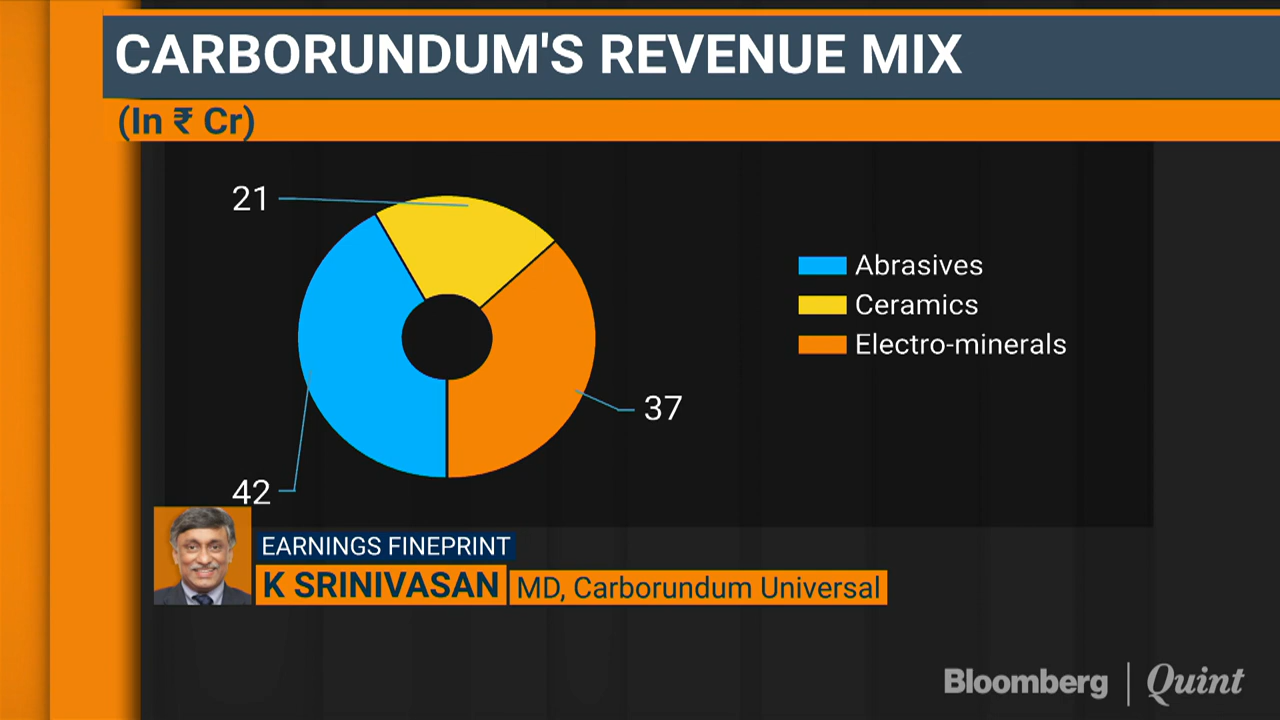 CARBORUNDUM'S REVENUE MIX
(In ₹ Cr)
21
37
42
Abrasives
Ceramics
Electro-minerals
EARNINGS FINEPRINT
K SRINIVASAN MD, Carborundum Universal
Bloomberg | Quint